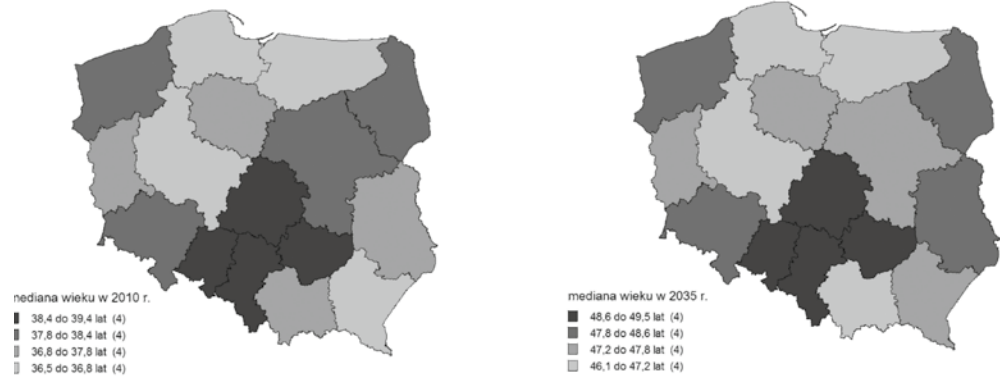 mediana wieku w 2010 r.
38,4 do 39,4 lat (4)
37,8 do 38,4 lat (4)
36,8 do 37,8 lat (4)
36,5 do 36,8 lat (4)
mediana wieku w 2035 r.
48,6 do 49,5 lat (4)
47,8 do 48,6 lat (4)
47,2 do 47,8 lat (4)
46,1 do 47,2 lat (4)